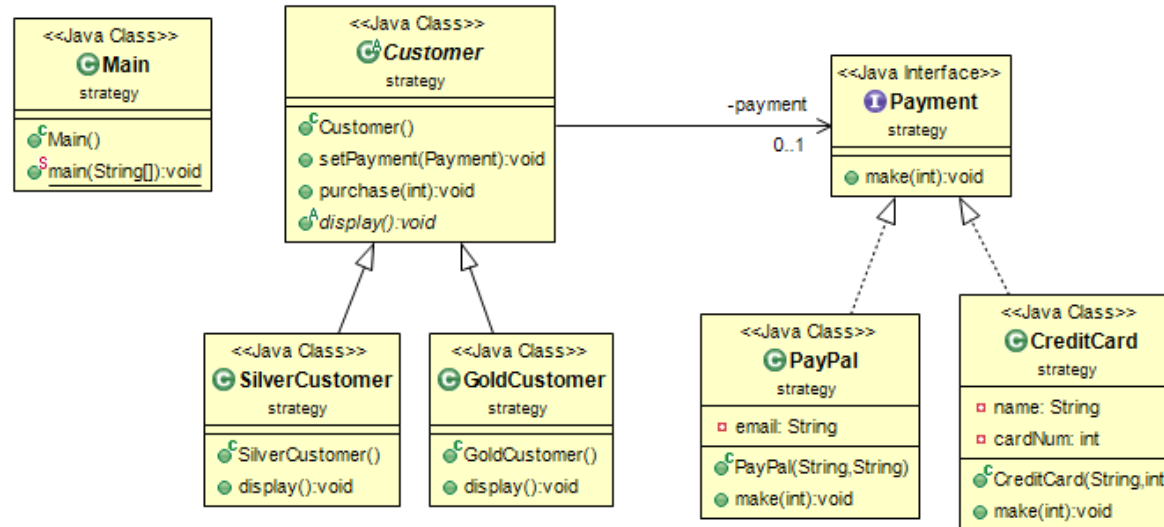 <<Java Class>>
Main
strategy
Main()
main(String[]):void
<<Java Class>>
Customer
strategy
Customer()
setPayment(Payment):void
purchase(int):void
display():void
-payment
0..1
<<Java Interface>>
Payment
strategy
make(int):void
<<Java Class>>
SilverCustomer
strategy
SilverCustomer()
display():void
<<Java Class>>
GoldCustomer
strategy
GoldCustomer()
display():void
<<Java Class>>
PayPal
strategy
email: String
PayPal(String,String)
make(int):void
<<Java Class>>
CreditCard
strategy
name: String
cardNum: int
CreditCard(String,int
make(int):void